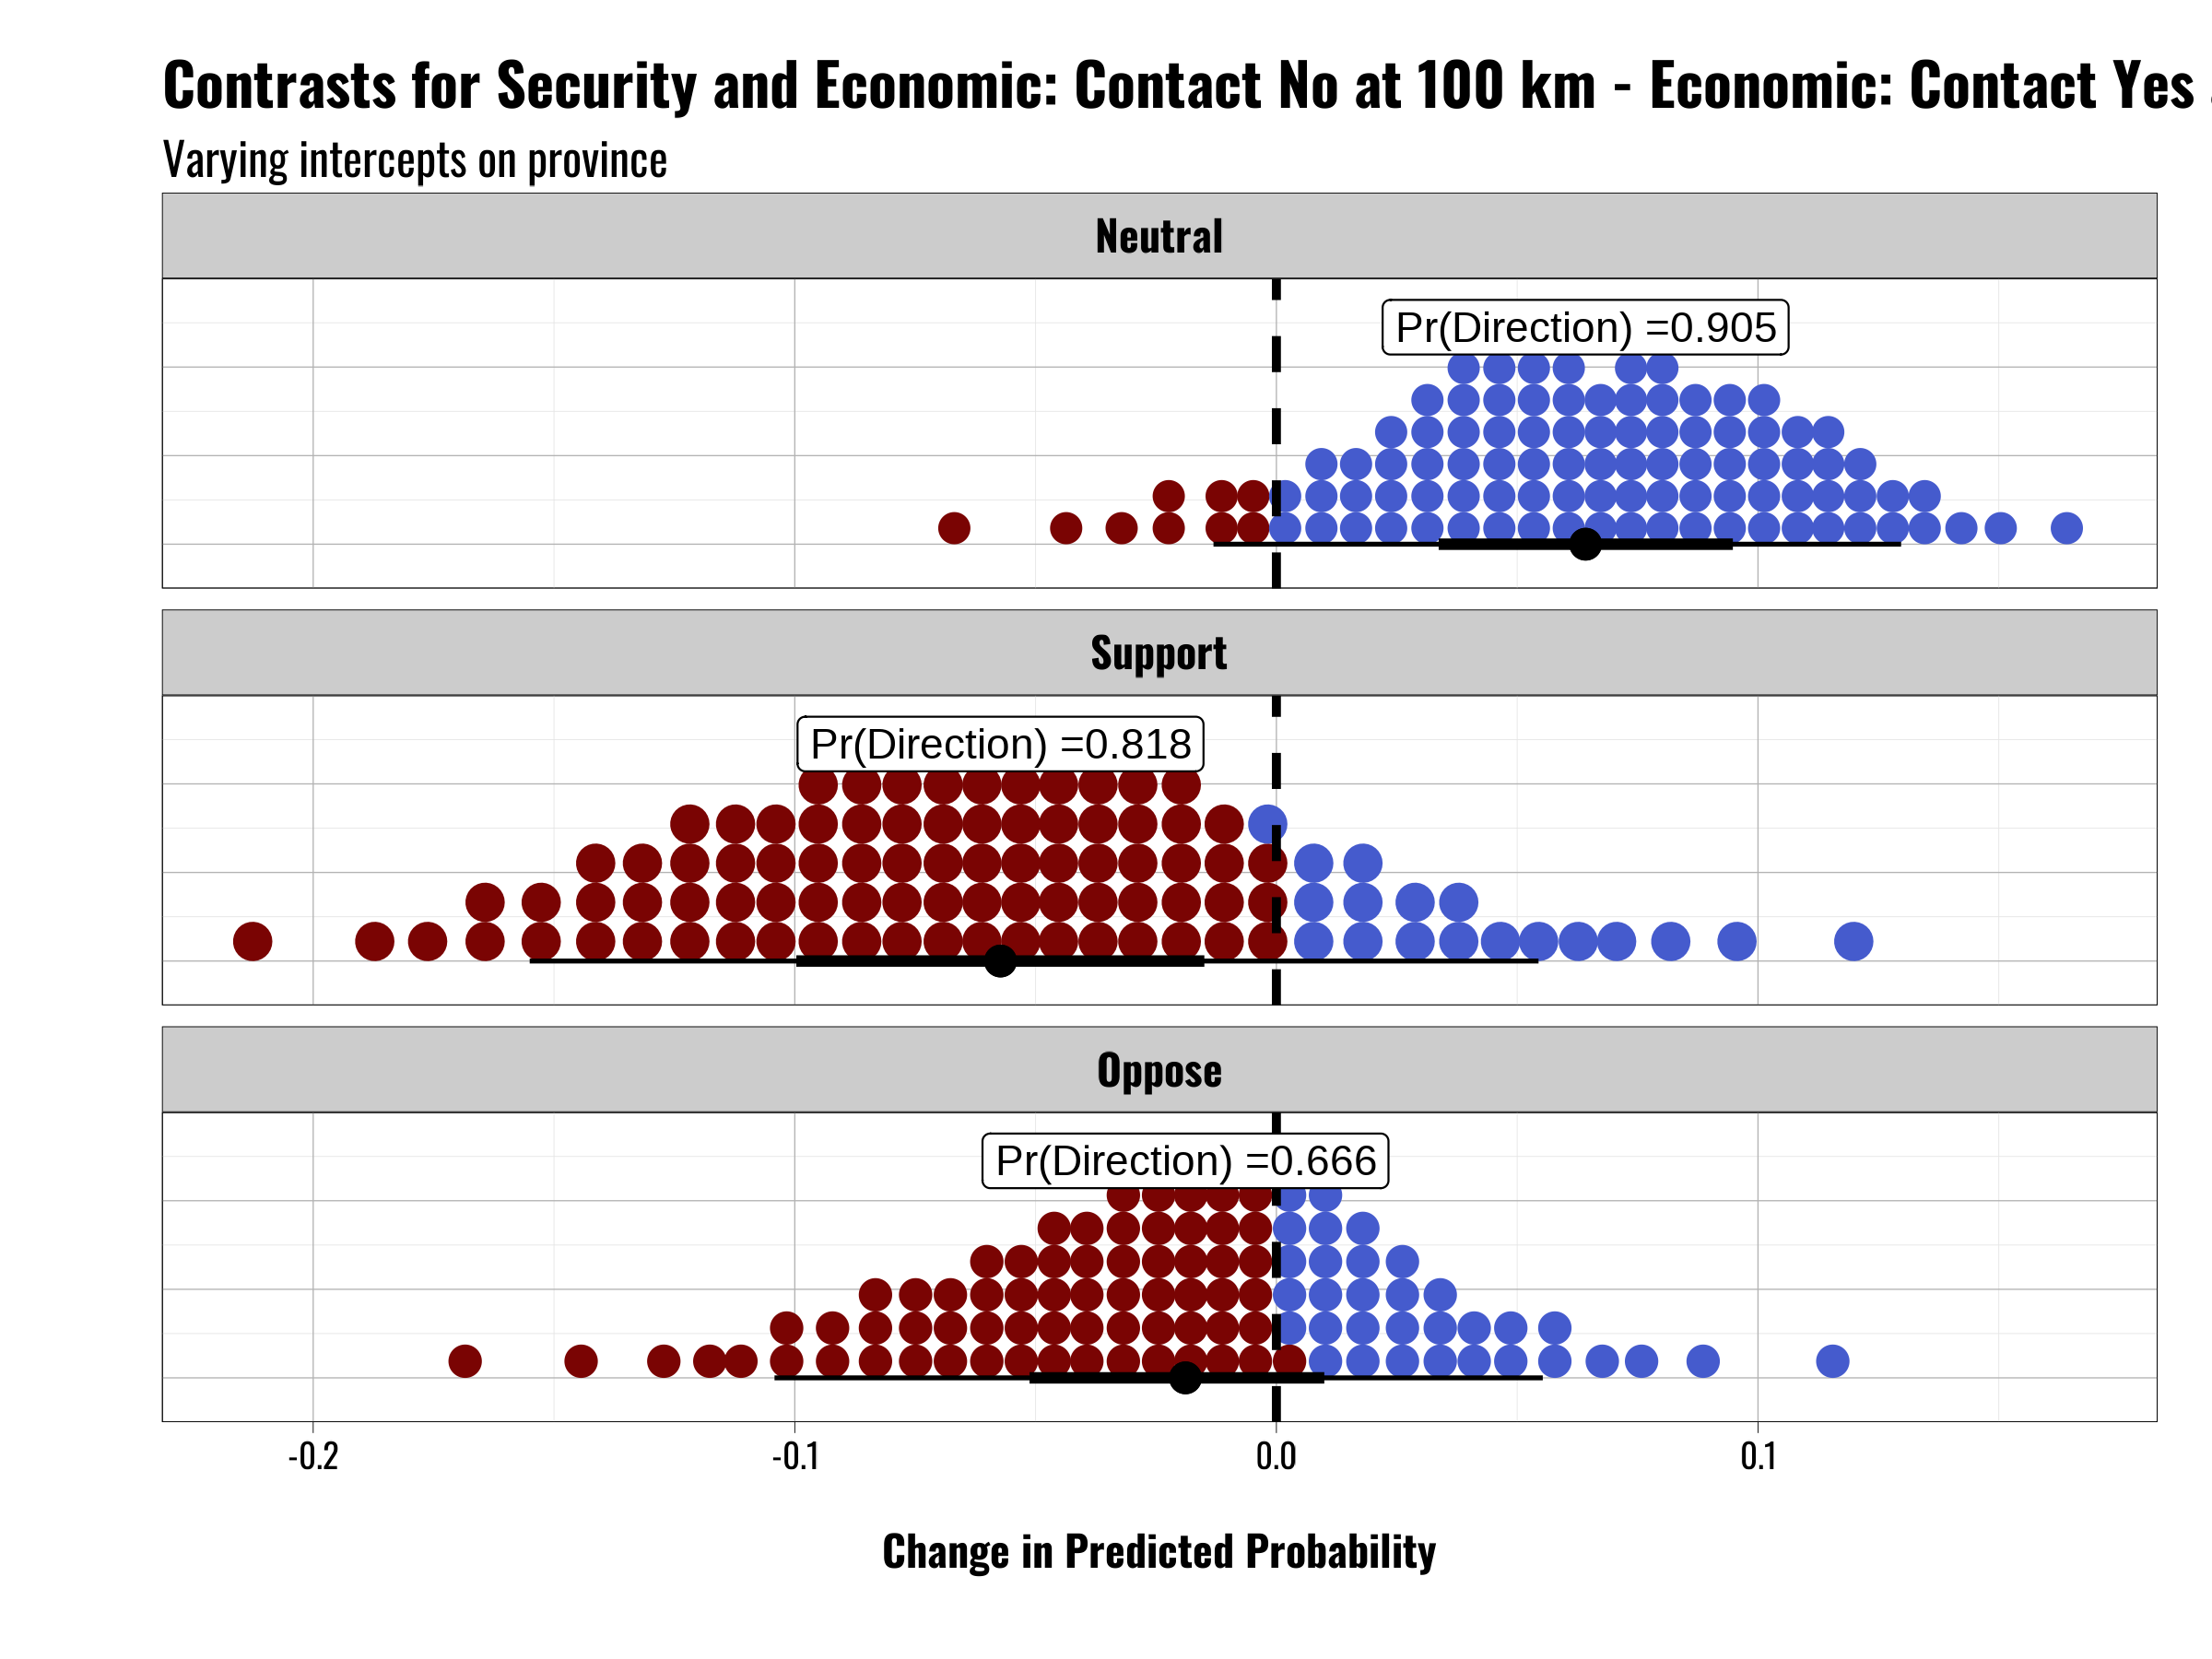 Contrasts for Security and Economic: Contact No at 100 km - Economic: Contact Yes
Varying intercepts on province
Neutral
Pr(Direction) =0.905
Support
Pr(Direction) =0.818
Oppose
Pr(Direction) =0.666
-0.2 -0.1 0.0 0.1
Change in Predicted Probability